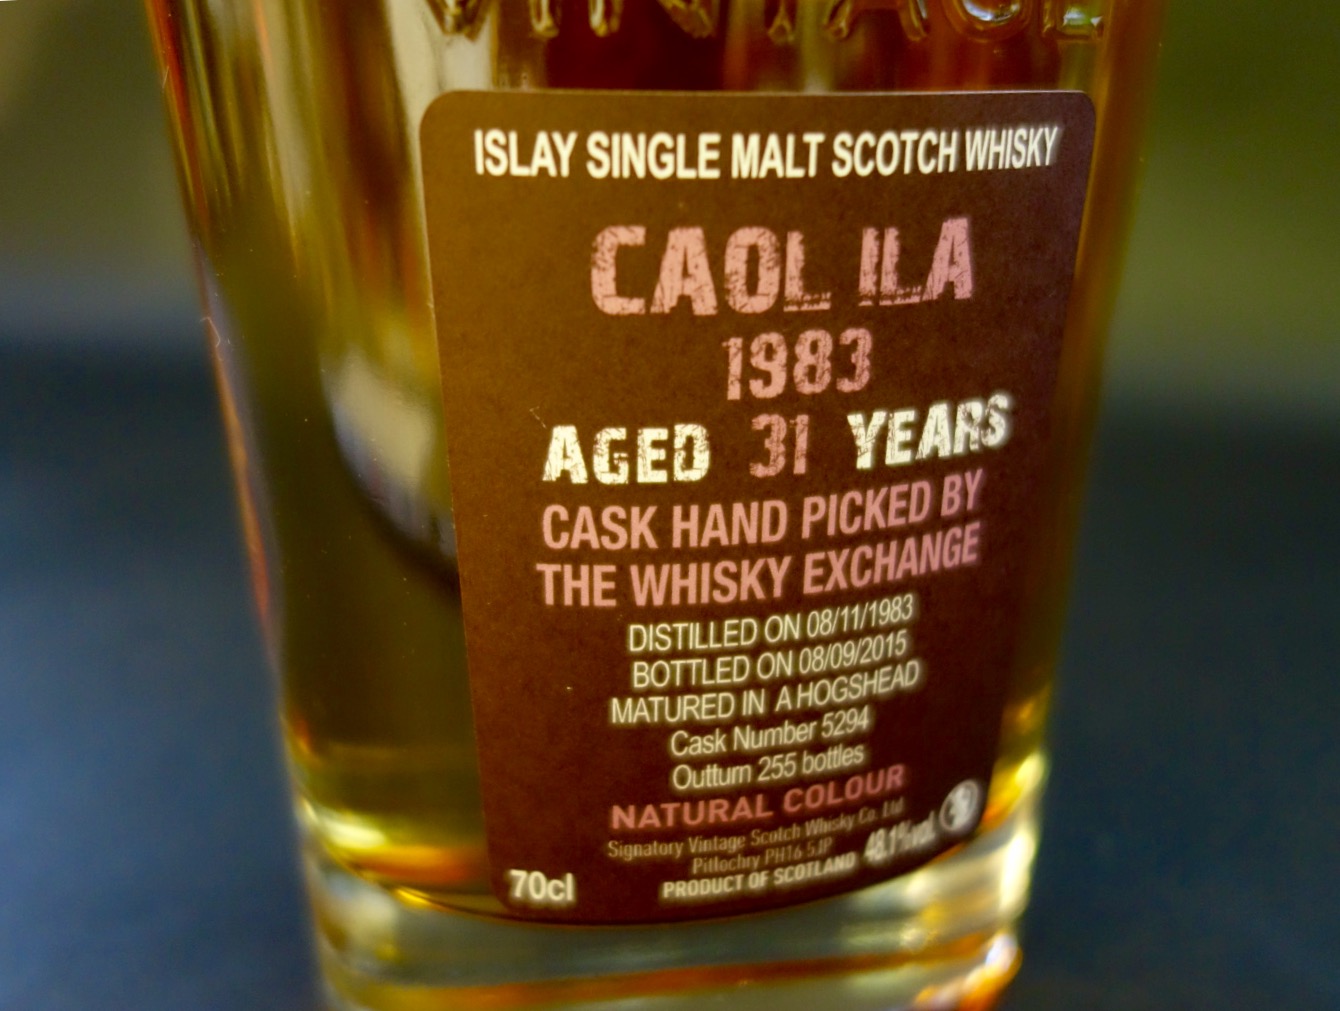 VINTAGE
ISLAY SINGLE MALT SCOTCH WHISKY
CAOL ILA
1983
AGED 31 YEARS
CASK HAND PICKED BY
THE WHISKY EXCHANGE
DISTILLED ON 08/11/1983
BOTTLED ON 08/09/2015
MATURED IN A HOGSHEAD
Cask Number 5294
Outturn 255 bottles
NATURAL COLOUR
Signatory Vintage Scotch Whisky Co. Ltd
Pitlochry PH16 5JP
70cl PRODUCT OF SCOTLAND 48.1%vol